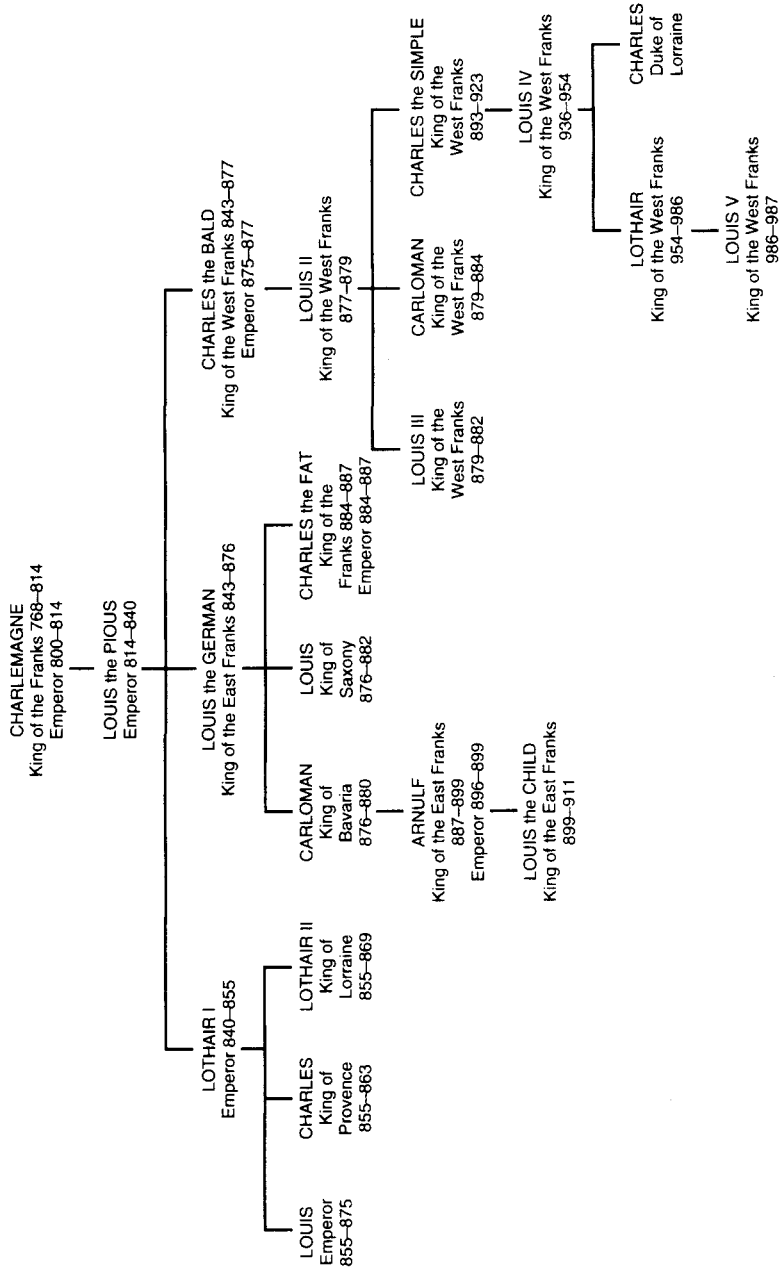 CHARLEMAGNE
King of the Franks 768–814
Emperor 800–814
LOUIS the PIOUS
Emperor 814–840
LOTHAIR I
Emperor 840–855
LOUIS the GERMAN
King of the East Franks 843–876
CHARLES the BALD
King of the West Franks 843–877
Emperor 875–877
LOUIS
Emperor
855–875
CHARLES
King of
Provence
855–863
LOTHAIR II
King of
Lorraine
855–869
CARLOMAN
King of
Bavaria
876–880
LOUIS
King of
Saxony
876–882
CHARLES the FAT
King of the
Franks 884–887
Emperor 884–887
LOUIS II
King of the West Franks
877–879
ARNULF
King of the East Franks
887–899
Emperor 896–899
LOUIS III
King of the
West Franks
879–882
CARLOMAN
King of the
West Franks
879–884
CHARLES the SIMPLE
King of the
West Franks
893–923
LOUIS the CHILD
King of the East Franks
899–911
LOUIS IV
King of the West Franks
936–954
LOTHAIR
King of the West Franks
954–986
CHARLES
Duke of
Lorraine
LOUIS V
King of the West Franks
986–987